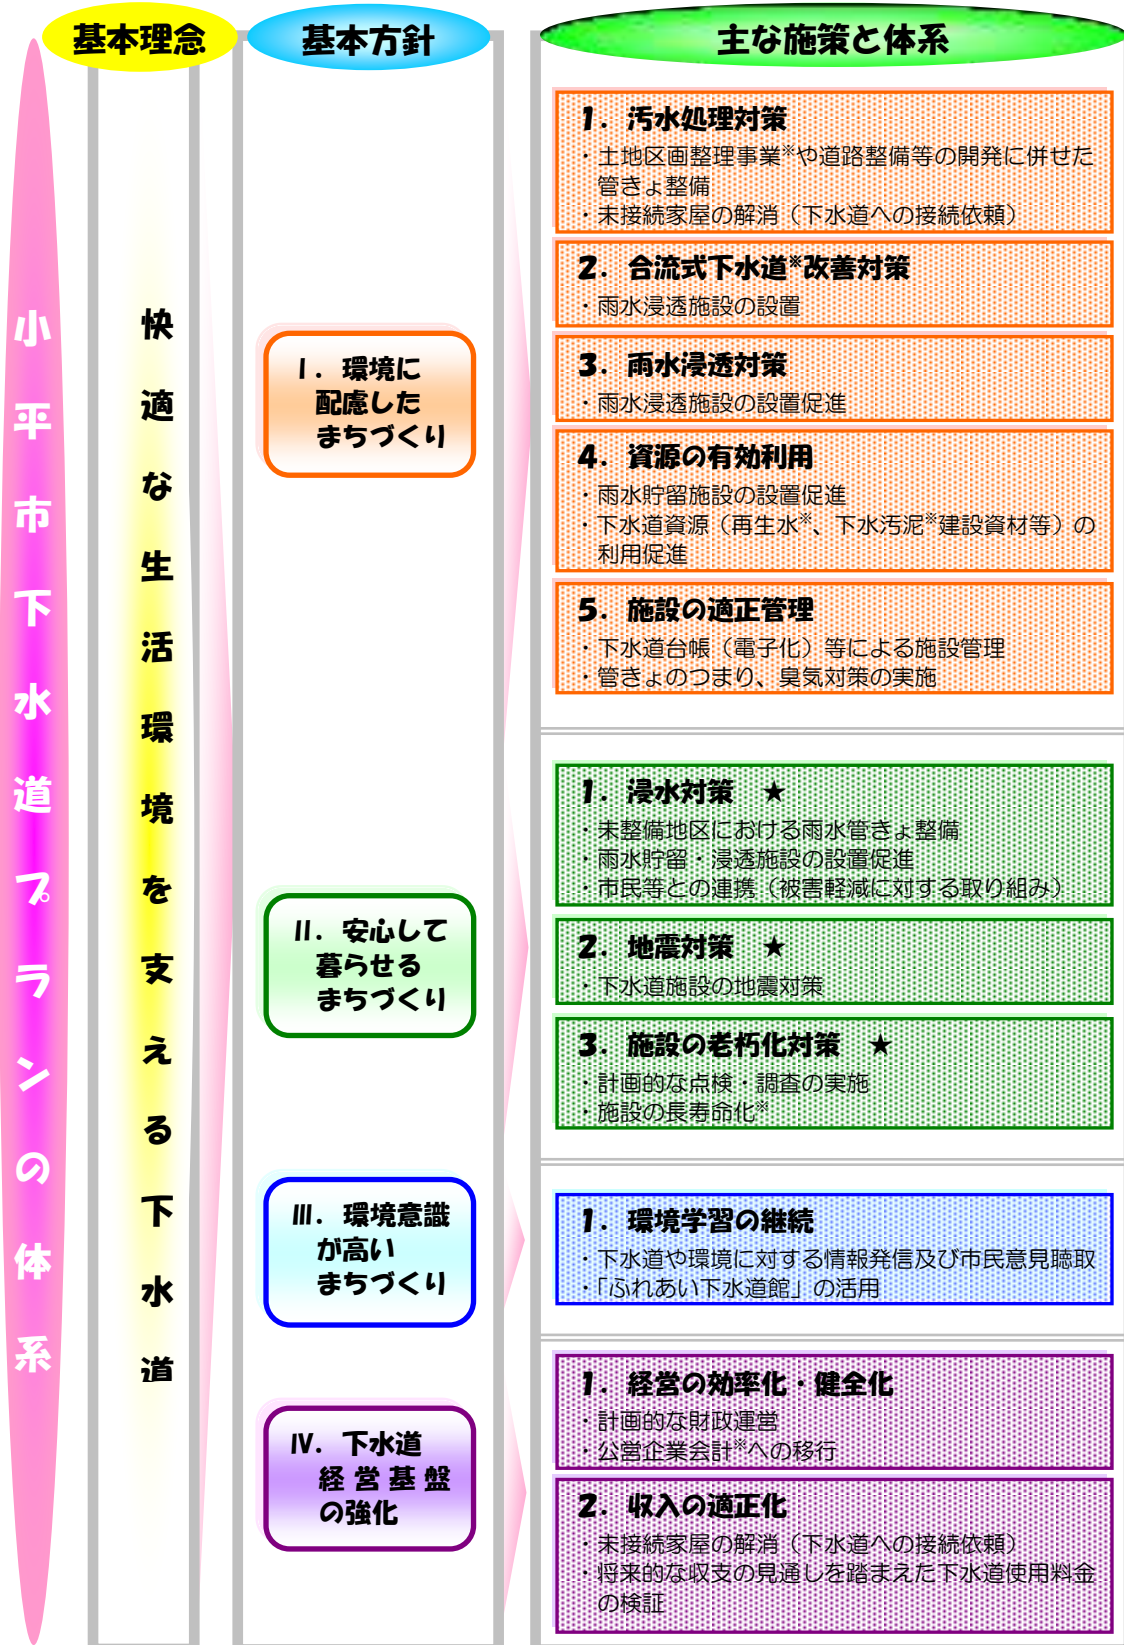 基本理念
基本方針
主な施策と体系
小平市下水道プランの体系
快適な生活環境を支える下水道
Ⅰ．環境に
配慮した
まちづくり
1．汚水処理対策
・土地区画整理事業※や道路整備等の開発に併せた
管きょ整備
・未接続家屋の解消（下水道への接続依頼）
2．合流式下水道※改善対策
・雨水浸透施設の設置
3．雨水浸透対策
・雨水浸透施設の設置促進
4．資源の有効利用
・雨水貯留施設の設置促進
・下水道資源（再生水※、下水汚泥※建設資材等）の
利用促進
5．施設の適正管理
・下水道台帳（電子化）等による施設管理
・管きょのつまり、臭気対策の実施
Ⅱ．安心して
暮らせる
まちづくり
1．浸水対策　★
・未整備地区における雨水管きょ整備
・雨水貯留・浸透施設の設置促進
・市民等との連携（被害軽減に対する取り組み）
2．地震対策　★
・下水道施設の地震対策
3．施設の老朽化対策　★
・計画的な点検・調査の実施
・施設の長寿命化※
Ⅲ．環境意識
が高い
まちづくり
1．環境学習の継続
・下水道や環境に対する情報発信及び市民意見聴取
・「ふれあい下水道館」の活用
Ⅳ．下水道
経営基盤
の強化
1．経営の効率化・健全化
・計画的な財政運営
・公営企業会計※への移行
2．収入の適正化
・未接続家屋の解消（下水道への接続依頼）
・将来的な収支の見通しを踏まえた下水道使用料金
の検証